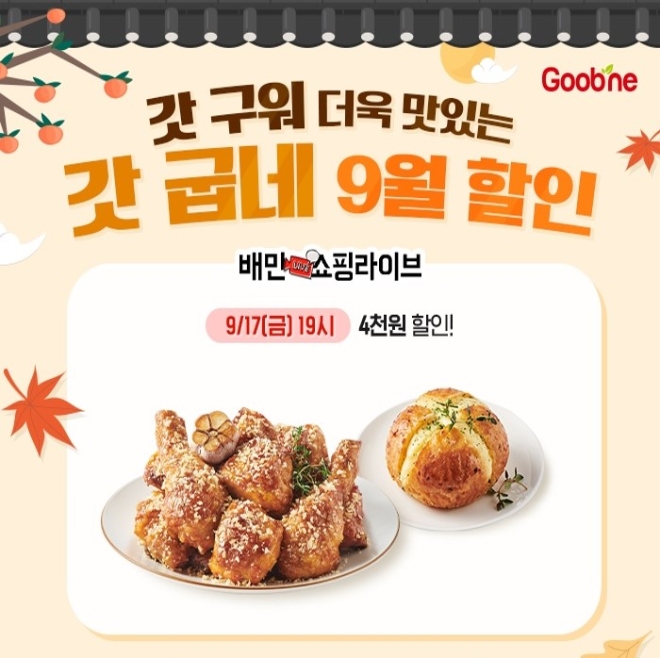 Goobne
갓 구워 더욱 맛있는
갓 굽네 9월 할인
배민 LIVE 쇼핑라이브
9/17(금) 19시 4천원 할인!